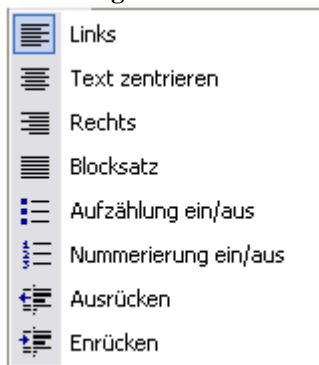 Links
Text zentrieren
Rechts
Blocksatz
Aufzählung ein/aus
Nummerierung ein/aus
Ausrücken
Enrücken